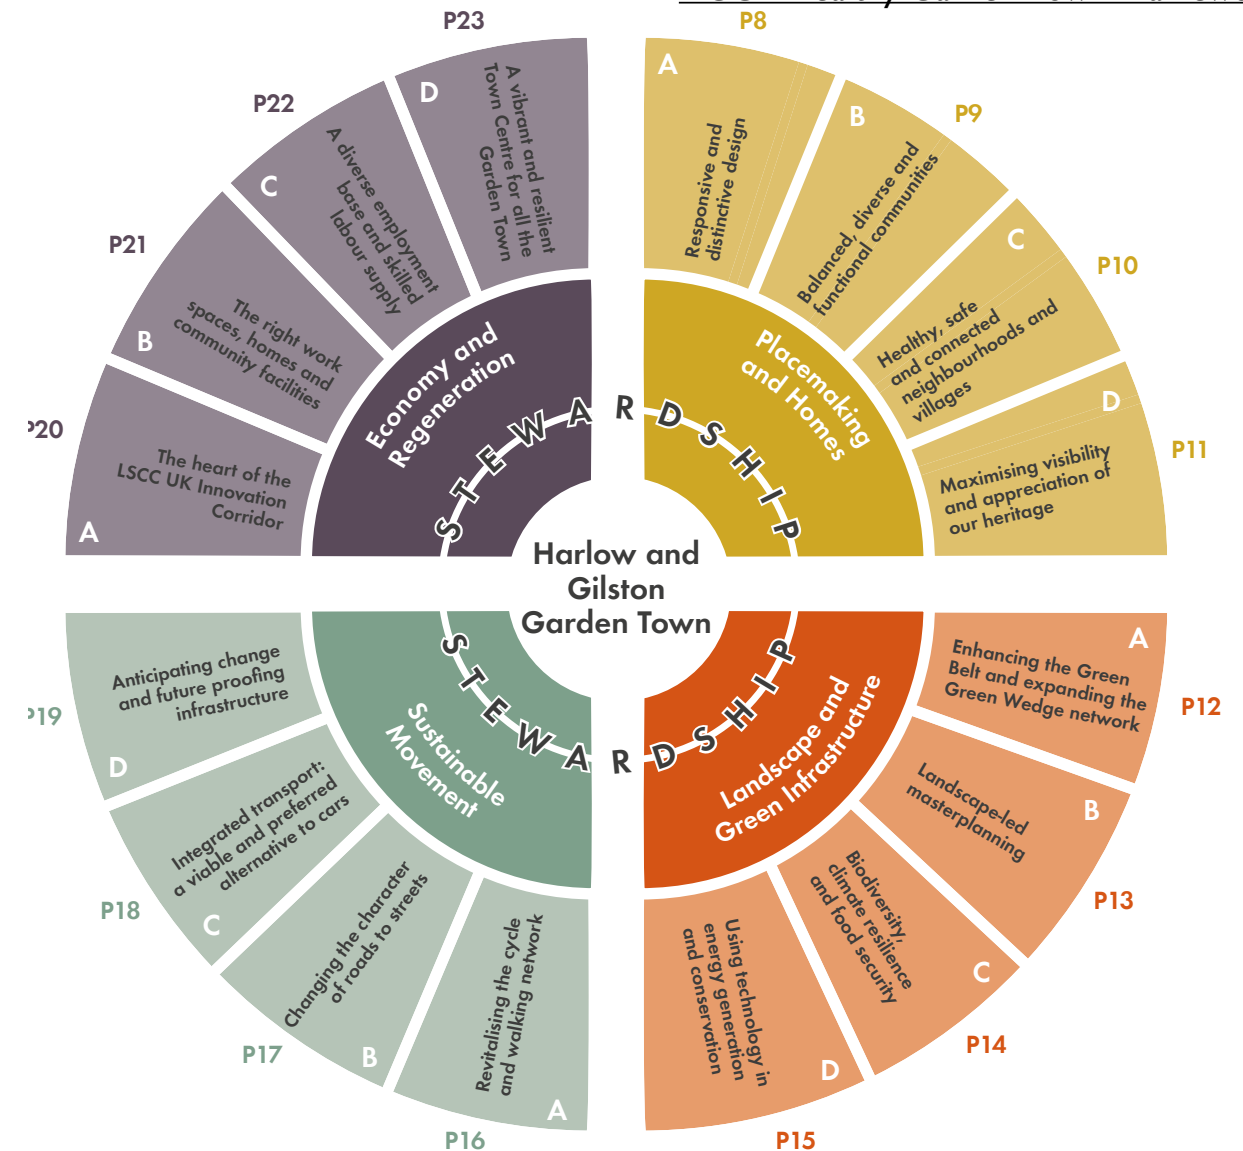 P8
A
Responsive and
distinctive design
P9
B
Balanced, diverse and
functional communities
P10
C
Healthy, safe
and connected
neighbourhoods and
villages
P11
D
Maximising visibility
and appreciation of
our heritage
Placemaking
and Homes
P12
A
Enhancing the Green
Belt and expanding the
Green Wedge network
P13
B
Landscape-led
masterplanning
P14
C
Biodiversity,
climate resilience
and food security
P15
D
Using technology in
energy generation
and conservation
Landscape and
Green Infrastructure
P16
A
Revitalising the cycle
and walking network
P17
B
Changing the character
of roads to streets
P18
C
Integrated transport:
a viable and preferred
alternative to cars
P19
D
Anticipating change
and future proofing
infrastructure
Sustainable
Movement
P20
A
The heart of the
LSCC UK Innovation
Corridor
P21
B
The right work
spaces, homes and
community facilities
P22
C
A diverse employment
base and skilled
labour supply
P23
D
A vibrant and resilient
Town Centre for all the
Garden Town
Economy and
Regeneration
STEWARDSHIP
Harlow and
Gilston
Garden Town
STEWARDSHIP